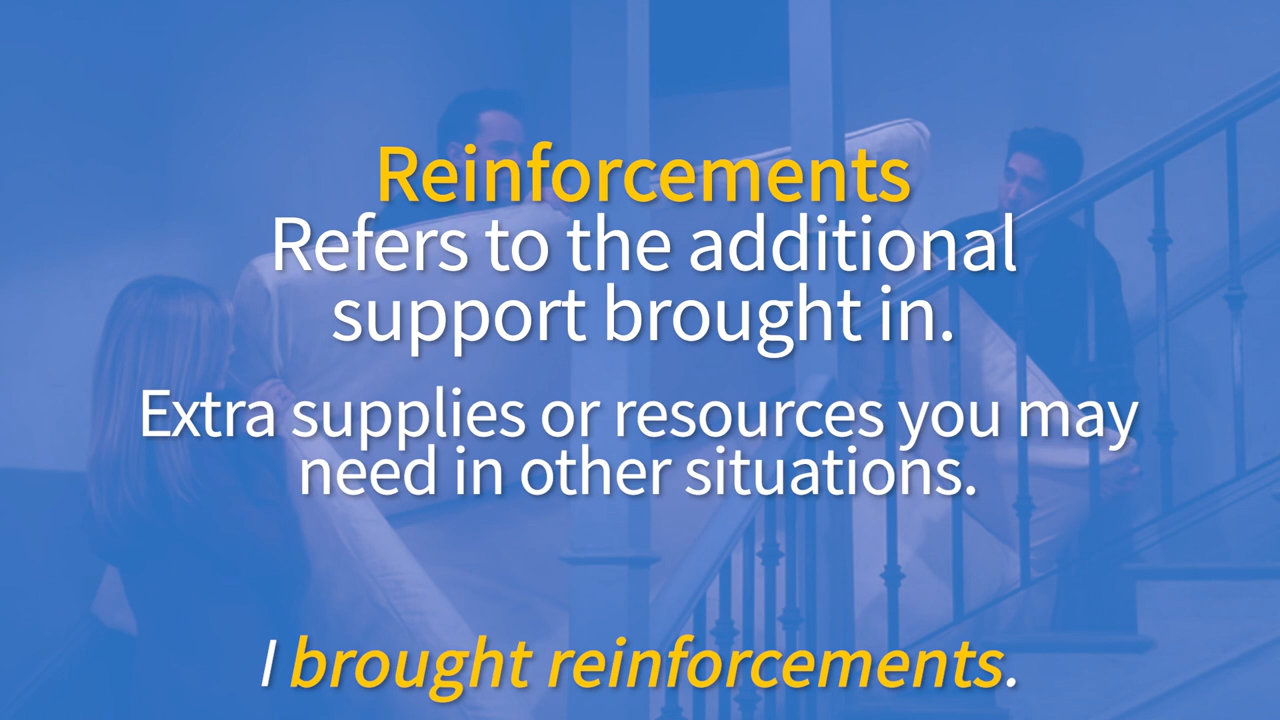 Reinforcements
Refers to the additional
support brought in.
Extra supplies or resources you may
need in other situations.
I brought reinforcements.